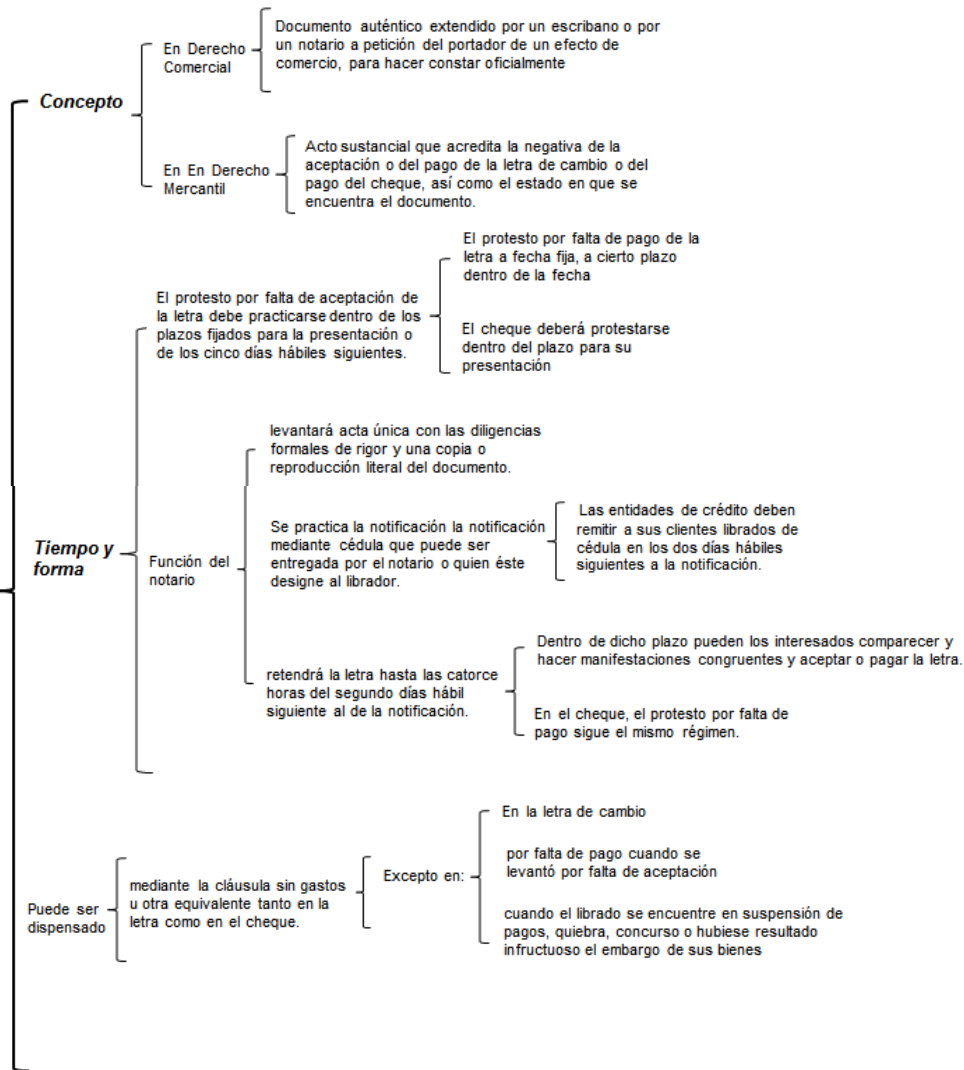 Concepto
En Derecho
Comercial
Documento auténtico extendido por un escribano o por
un notario a petición del portador de un efecto de
comercio, para hacer constar oficialmente
En En Derecho
Mercantil
Acto sustancial que acredita la negativa de la
aceptación o del pago de la letra de cambio o del
pago del cheque, así como el estado en que se
encuentra el documento.
Tiempo y
forma
El protesto por falta de aceptación de
la letra debe practicarse dentro de los
plazos fijados para la presentación o
de los cinco días hábiles siguientes.
El protesto por falta de pago de la
letra a fecha fija, a cierto plazo
dentro de la fecha
El cheque deberá protestarse
dentro del plazo para su
presentación
Función del
notario
levantará acta única con las diligencias
formales de rigor y una copia o
reproducción literal del documento.
Se practica la notificación la notificación
mediante cédula que puede ser
entregada por el notario o quien éste
designe al librador.
Las entidades de crédito deben
remitir a sus clientes librados de
cédula en los dos días hábiles
siguientes a la notificación.
retendrá la letra hasta las catorce
horas del segundo días hábil
siguiente al de la notificación.
Dentro de dicho plazo pueden los interesados comparecer y
hacer manifestaciones congruentes y aceptar o pagar la letra.
En el cheque, el protesto por falta de
pago sigue el mismo régimen.
Puede ser
dispensado
mediante la cláusula sin gastos
u otra equivalente tanto en la
letra como en el cheque.
Excepto en:
En la letra de cambio
por falta de pago cuando se
levantó por falta de aceptación
cuando el librado se encuentre en suspensión de
pagos, quiebra, concurso o hubiese resultado
infructuoso el embargo de sus bienes